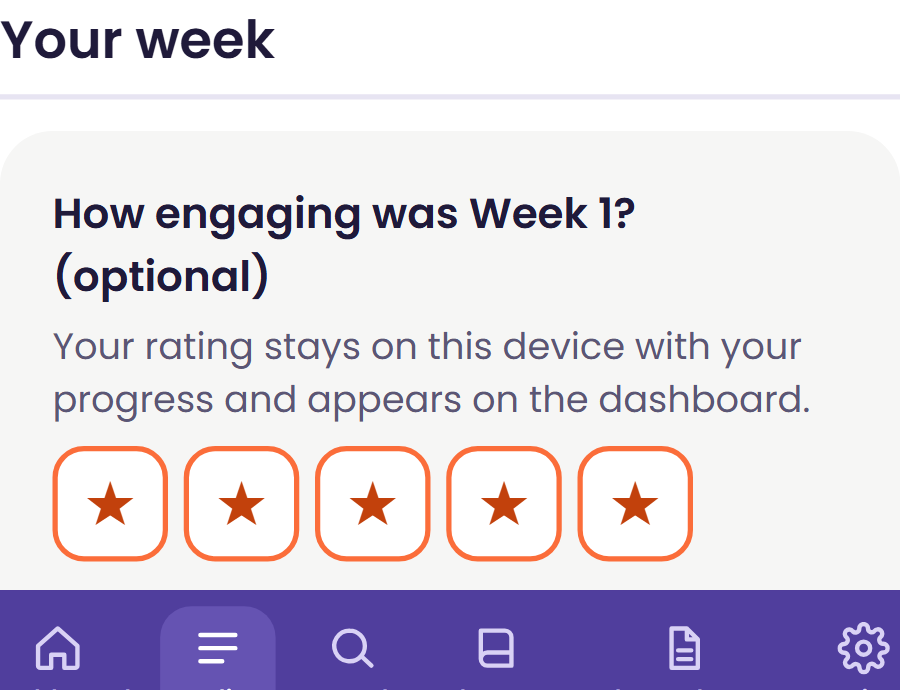 Your week
How engaging was Week 1?
(optional)
Your rating stays on this device with your
progress and appears on the dashboard.